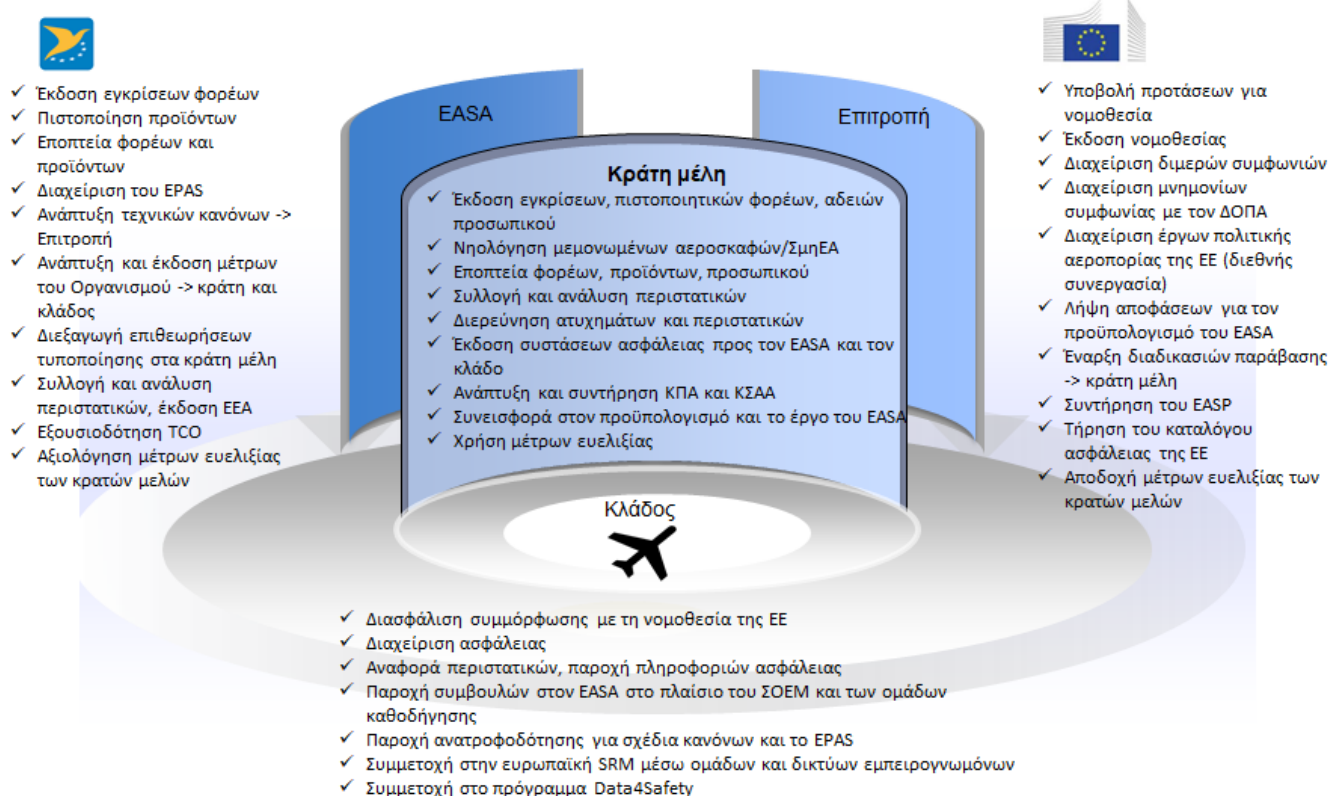 ✓ Έκδοση εγκρίσεων φορέων
✓ Πιστοποίηση προϊόντων
✓ Εποπτεία φορέων και
προϊόντων
✓ Διαχείριση του EPAS
✓ Ανάπτυξη τεχνικών κανόνων ->
Επιτροπή
✓ Ανάπτυξη και έκδοση μέτρων
του Οργανισμού -> κράτη και
κλάδος
✓ Διεξαγωγή επιθεωρήσεων
τυποποίησης στα κράτη μέλη
✓ Συλλογή και ανάλυση
περιστατικών, έκδοση ΕΕΑ
✓ Εξουσιοδότηση TCO
✓ Αξιολόγηση μέτρων ευελιξίας
των κρατών μελών
EASA
Επιτροπή
Κράτη μέλη
✓ Έκδοση εγκρίσεων, πιστοποιητικών φορέων, αδειών
προσωπικού
✓ Νηολόγηση μεμονωμένων αεροσκαφών/ΣμηΕΑ
✓ Εποπτεία φορέων, προϊόντων, προσωπικού
✓ Συλλογή και ανάλυση περιστατικών
✓ Διερεύνηση ατυχημάτων και περιστατικών
✓ Έκδοση συστάσεων ασφάλειας προς τον EASA και τον
κλάδο
✓ Ανάπτυξη και συντήρηση ΚΠΑ και ΚΣΑΑ
✓ Συνεισφορά στον προϋπολογισμό και το έργο του EASA
✓ Χρήση μέτρων ευελιξίας
✓ Υποβολή προτάσεων για
νομοθεσία
✓ Έκδοση νομοθεσίας
✓ Διαχείριση διμερών συμφωνιών
✓ Διαχείριση μνημονίων
συμφωνίας με τον ΔΟΠΑ
✓ Διαχείριση έργων πολιτικής
αεροπορίας της ΕΕ (διεθνής
συνεργασία)
✓ Λήψη αποφάσεων για τον
προϋπολογισμό του EASA
✓ Έναρξη διαδικασιών παράβασης
-> κράτη μέλη
✓ Συντήρηση του EASP
✓ Τήρηση του καταλόγου
ασφάλειας της ΕΕ
✓ Αποδοχή μέτρων ευελιξίας των
κρατών μελών
Κλάδος
✓ Διασφάλιση συμμόρφωσης με τη νομοθεσία της ΕΕ
✓ Διαχείριση ασφάλειας
✓ Αναφορά περιστατικών, παροχή πληροφοριών ασφάλειας
✓ Παροχή συμβουλών στον EASA στο πλαίσιο του ΣΟΕΜ και των ομάδων
καθοδήγησης
✓ Παροχή ανατροφοδότησης για σχέδια κανόνων και το EPAS
✓ Συμμετοχή στην ευρωπαϊκή SRM μέσω ομάδων και δικτύων εμπειρογνωμόνων
✓ Συμμετοχή στο πρόγραμμα Data4Safety